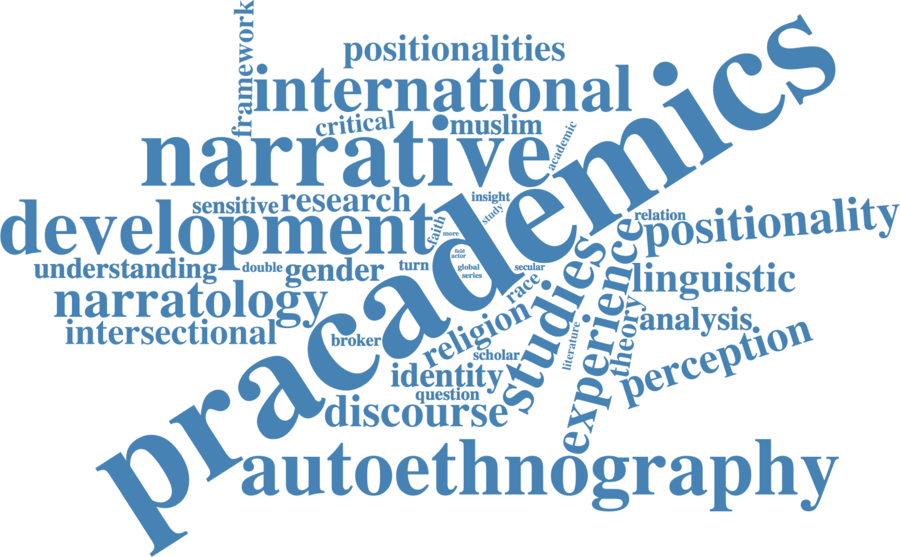 framework
positionalities
international
critical
muslim
narrative
academic
pracademics
sensitive
research
insight
study
development
faith
more
relation
positionality
field
actor
understanding
double
gender
turn
global
series
secular
race
studies
experience
linguistic
narratology
intersectional
broker
religion
scholar
literature
theory
analysis
perception
identity
question
discourse
autoethnography